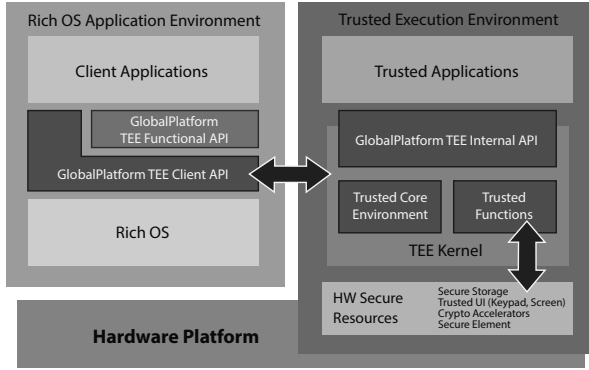 Rich OS Application Environment
Client Applications
GlobalPlatform
TEE Functional API
GlobalPlatform TEE Client API
Rich OS
Trusted Execution Environment
Trusted Applications
GlobalPlatform TEE Internal API
Trusted Core
Environment
Trusted
Functions
TEE Kernel
HW Secure
Resources
Secure Storage
Trusted UI (Keypad, Screen)
Crypto Accelerators
Secure Element
Hardware Platform